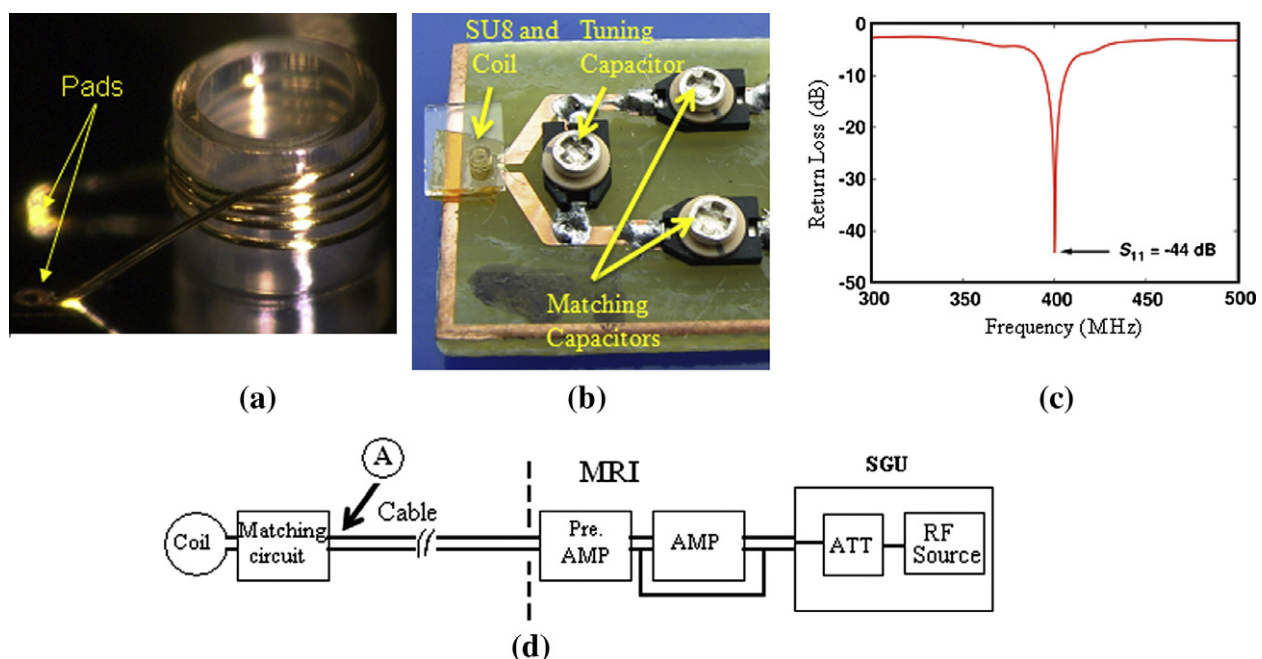 Pads
(a)
SU8 and
Coil
Tuning
Capacitor
Matching
Capacitors
(b)
0
-10
-20
-30
-40
-50
Return Loss (dB)
S11 = -44 dB
300
350
400
450
500
Frequency (MHz)
(c)
A
Cable
Coil
Matching
circuit
MRI
Pre.
AMP
AMP
SGU
ATT
RF
Source
(d)